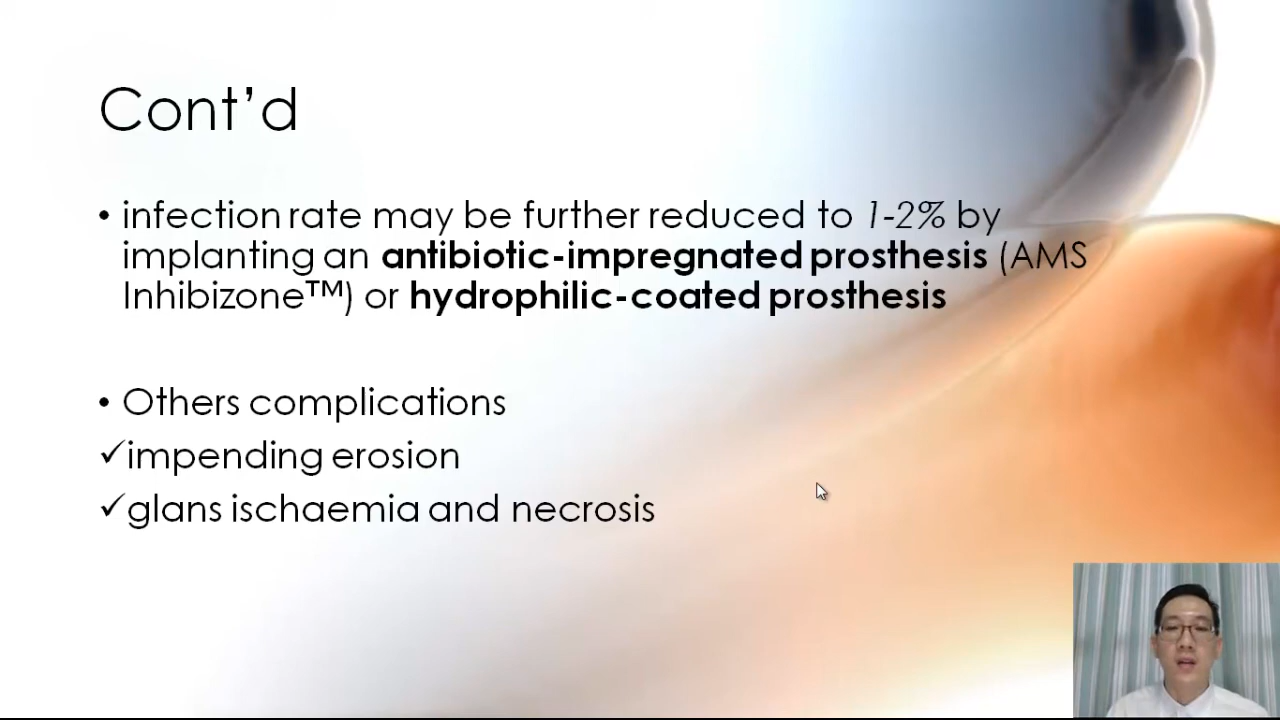 Cont’d
• infection rate may be further reduced to 1-2% by
implanting an antibiotic-impregnated prosthesis (AMS
Inhibizone™) or hydrophilic-coated prosthesis
• Others complications
✓impending erosion
✓glans ischaemia and necrosis